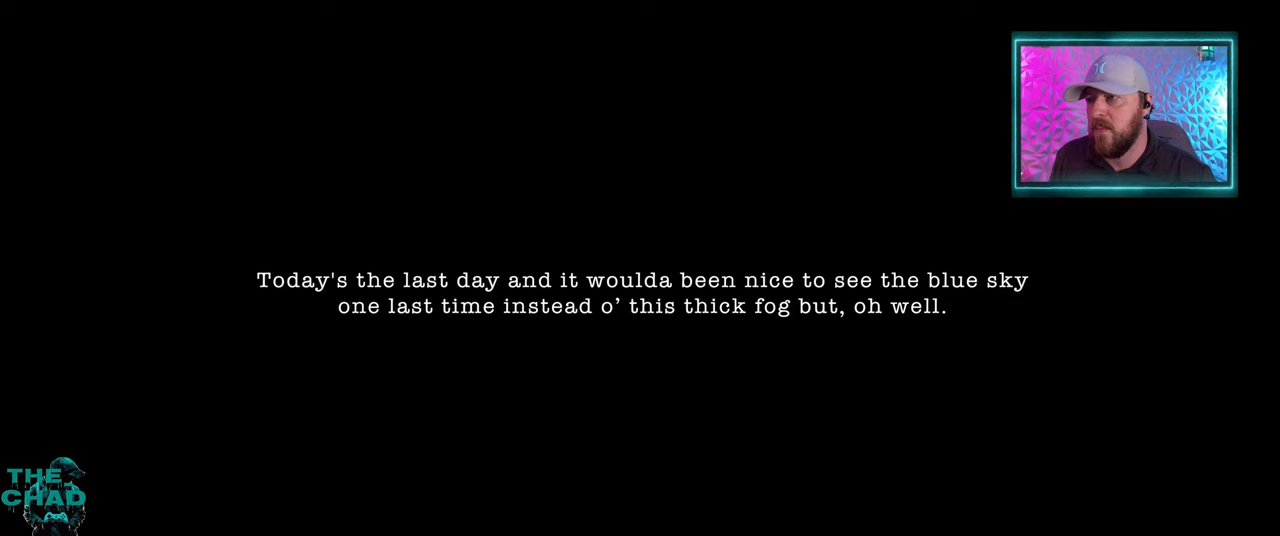 Today's the last day and it woulda been nice to see the blue sky
one last time instead o’ this thick fog but, oh well.
THE
CHAD